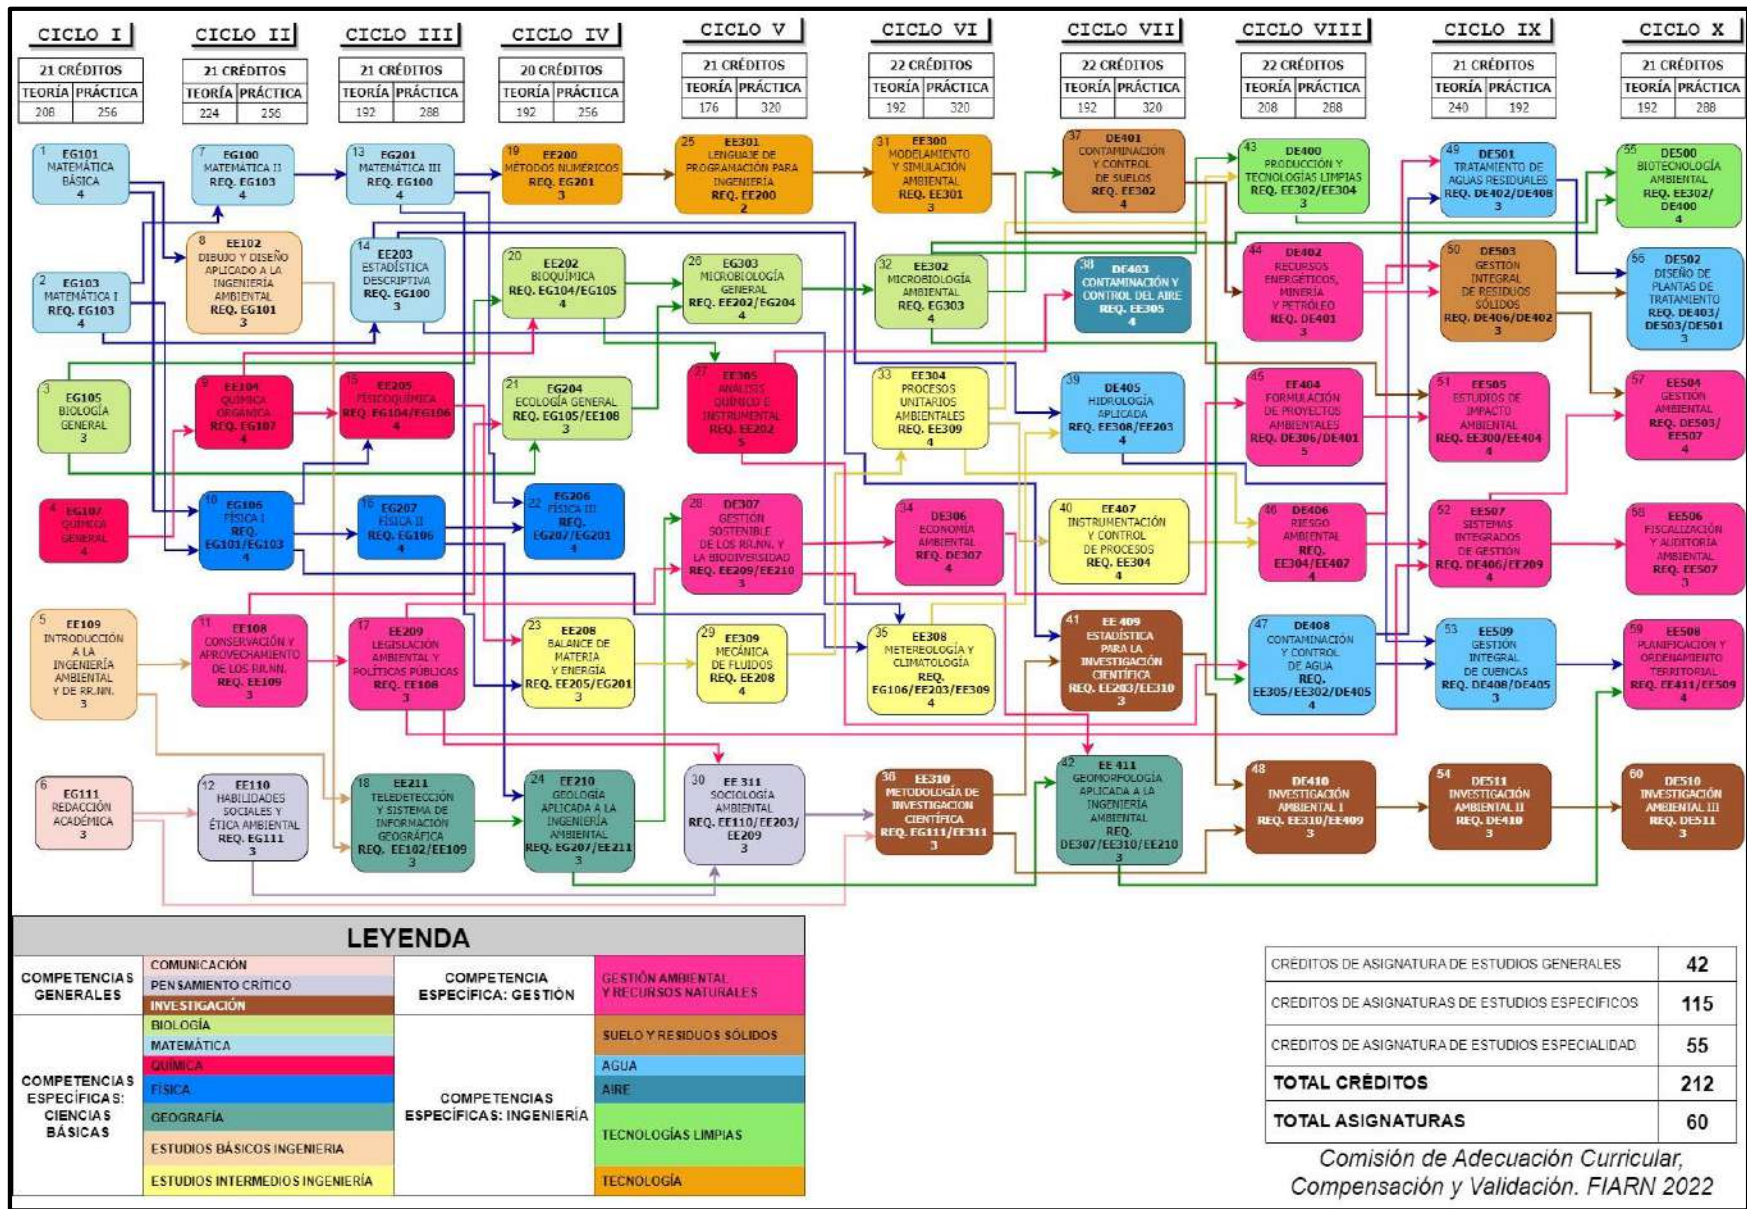 CICLO I
21 CRÉDITOS
TEORÍA PRÁCTICA
208 256
CICLO II
21 CRÉDITOS
TEORÍA PRÁCTICA
224 256
CICLO III
21 CRÉDITOS
TEORÍA PRÁCTICA
192 288
CICLO IV
20 CRÉDITOS
TEORÍA PRÁCTICA
192 256
CICLO V
21 CRÉDITOS
TEORÍA PRÁCTICA
176 320
CICLO VI
22 CRÉDITOS
TEORÍA PRÁCTICA
192 320
CICLO VII
22 CRÉDITOS
TEORÍA PRÁCTICA
192 320
CICLO VIII
22 CRÉDITOS
TEORÍA PRÁCTICA
208 288
CICLO IX
21 CRÉDITOS
TEORÍA PRÁCTICA
240 192
CICLO X
21 CRÉDITOS
TEORÍA PRÁCTICA
192 288
1 EG101
MATEMÁTICA
BÁSICA
4
2 EG103
MATEMÁTICA I
REQ. EG103
4
3 EG105
BIOLOGÍA
GENERAL
3
4 EG107
QUÍMICA
GENERAL
4
5 EE109
INTRODUCCIÓN
A LA
INGENIERÍA
AMBIENTAL
Y DE RR.NN.
3
6 EG111
REDACCIÓN
ACADÉMICA
3
7 EG100
MATEMÁTICA II
REQ. EG103
4
8 EE102
DIBUJO Y DISEÑO
APLICADO A LA
INGENIERÍA
AMBIENTAL
REQ. EG101
3
9 EE104
QUÍMICA
ORGÁNICA
REQ. EG107
4
10 EG106
FÍSICA I
REQ.
EG101/EG103
4
11 EE108
CONSERVACIÓN Y
APROVECHAMIENTO
DE LOS RR.NN.
REQ. EE109
3
12 EE110
HABILIDADES
SOCIALES Y
ÉTICA AMBIENTAL
REQ. EG111
3
13 EG201
MATEMÁTICA III
REQ. EG100
4
14 EE203
ESTADÍSTICA
DESCRIPTIVA
REQ. EG100
3
15 EE205
FÍSICOQUÍMICA
REQ. EG104/EG106
4
16 EG207
FÍSICA II
REQ. EG106
4
17 EE209
LEGISLACIÓN
AMBIENTAL Y
POLÍTICAS PÚBLICAS
REQ. EE108
3
18 EE211
TELEDETECCIÓN
Y SISTEMA DE
INFORMACIÓN
GEOGRÁFICA
REQ. EE102/EE109
3
19 EE200
MÉTODOS NUMÉRICOS
REQ. EG201
3
20 EE202
BIOQUÍMICA
REQ. EG104/EG105
4
21 EG204
ECOLOGÍA GENERAL
REQ. EG105/EE108
3
22 EG206
FÍSICA III
REQ.
EG207/EG201
4
23 EE208
BALANCE DE
MATERIA
Y ENERGÍA
REQ. EE205/EG201
3
24 EE210
GEOLOGÍA
APLICADA A LA
INGENIERÍA
AMBIENTAL
REQ. EG207/EE211
3
25 EE301
LENGUAJE DE
PROGRAMACIÓN PARA
INGENIERÍA
REQ. EE200
2
26 EG303
MICROBIOLOGÍA
GENERAL
REQ. EE202/EG204
4
27 EE305
ANÁLISIS
QUÍMICO E
INSTRUMENTAL
REQ. EE202
5
28 DE307
GESTIÓN
SOSTENIBLE
DE LOS RR.NN. Y
LA BIODIVERSIDAD
REQ. EE209/EE210
3
29 EE309
MECÁNICA
DE FLUIDOS
REQ. EE208
4
30 EE 311
SOCIOLOGÍA
AMBIENTAL
REQ. EE110/EE203/
EE209
3
31 EE300
MODELAMIENTO
Y SIMULACIÓN
AMBIENTAL
REQ. EE301
3
32 EE302
MICROBIOLOGÍA
AMBIENTAL
REQ. EG303
4
33 EE304
PROCESOS
UNITARIOS
AMBIENTALES
REQ. EE309
4
34 DE306
ECONOMÍA
AMBIENTAL
REQ. DE307
4
35 EE308
METEREOLOGÍA Y
CLIMATOLOGÍA
REQ.
EG106/EE203/EE309
4
36 EE310
METODOLOGÍA DE
INVESTIGACION
CIENTÍFICA
REQ. EG111/EE311
3
37 DE401
CONTAMINACIÓN
Y CONTROL
DE SUELOS
REQ. EE302
4
38 DE403
CONTAMINACIÓN Y
CONTROL DEL AIRE
REQ. EE305
4
39 DE405
HIDROLOGÍA
APLICADA
REQ. EE308/EE203
4
40 EE407
INSTRUMENTACIÓN
Y CONTROL
DE PROCESOS
REQ. EE304
4
41 EE 409
ESTADÍSTICA
PARA LA
INVESTIGACIÓN
CIENTÍFICA
REQ. EE203/EE310
3
42 EE 411
GEOMORFOLOGÍA
APLICADA A LA
INGENIERÍA
AMBIENTAL
REQ.
DE307/EE310/EE210
3
43 DE400
PRODUCCIÓN Y
TECNOLOGÍAS LIMPIAS
REQ. EE302/EE304
4
44 DE402
RECURSOS
ENERGÉTICOS,
MINERÍA
Y PETRÓLEO
REQ. DE401
3
45 EE404
FORMULACIÓN
DE PROYECTOS
AMBIENTALES
REQ. DE306/DE401
5
46 DE406
RIESGO
AMBIENTAL
REQ.
EE304/EE407
4
47 DE408
CONTAMINACIÓN
Y CONTROL
DE AGUA
REQ.
EE305/EE302/DE405
4
48 DE410
INVESTIGACIÓN
AMBIENTAL I
REQ. EE310/EE409
3
49 DE501
TRATAMIENTO DE
AGUAS RESIDUALES
REQ. DE402/DE408
3
50 DE503
GESTIÓN
INTEGRAL
DE RESIDUOS
SÓLIDOS
REQ. DE406/DE402
3
51 EE505
ESTUDIOS DE
IMPACTO
AMBIENTAL
REQ. EE300/EE404
4
52 EE507
SISTEMAS
INTEGRADOS
DE GESTIÓN
REQ. DE406/EE209
4
53 EE509
GESTIÓN
INTEGRAL
DE CUENCAS
REQ. DE408/DE405
3
54 DE511
INVESTIGACIÓN
AMBIENTAL II
REQ. DE410
3
55 DE500
BIOTECNOLOGÍA
AMBIENTAL
REQ. EE302/
DE400
4
56 DE502
DISEÑO DE
PLANTAS DE
TRATAMIENTO
REQ. DE403/
DE503/DE501
3
57 EE504
GESTIÓN
AMBIENTAL
REQ. DE503/
EE507
4
58 EE506
FISCALIZACIÓN
Y AUDITORÍA
AMBIENTAL
REQ. EE507
3
59 EE508
PLANIFICACIÓN Y
ORDENAMIENTO
TERRITORIAL
REQ. EE411/EE509
4
60 DE510
INVESTIGACIÓN
AMBIENTAL III
REQ. DE511
3
LEYENDA
COMPETENCIAS
GENERALES
COMUNICACIÓN
PENSAMIENTO CRÍTICO
INVESTIGACIÓN
COMPETENCIAS
ESPECÍFICAS:
CIENCIAS
BÁSICAS
BIOLOGÍA
MATEMÁTICA
QUÍMICA
FÍSICA
GEOGRAFÍA
ESTUDIOS BÁSICOS INGENIERIA
ESTUDIOS INTERMEDIOS INGENIERÍA
COMPETENCIA
ESPECÍFICA: GESTIÓN
GESTIÓN AMBIENTAL
Y RECURSOS NATURALES
COMPETENCIAS
ESPECÍFICAS: INGENIERÍA
SUELO Y RESIDUOS SÓLIDOS
AGUA
AIRE
TECNOLOGÍAS LIMPIAS
TECNOLOGÍA
CRÉDITOS DE ASIGNATURA DE ESTUDIOS GENERALES 42
CRÉDITOS DE ASIGNATURAS DE ESTUDIOS ESPECÍFICOS 115
CRÉDITOS DE ASIGNATURA DE ESTUDIOS ESPECIALIDAD 55
TOTAL CRÉDITOS 212
TOTAL ASIGNATURAS 60
Comisión de Adecuación Curricular,
Compensación y Validación. FIARN 2022